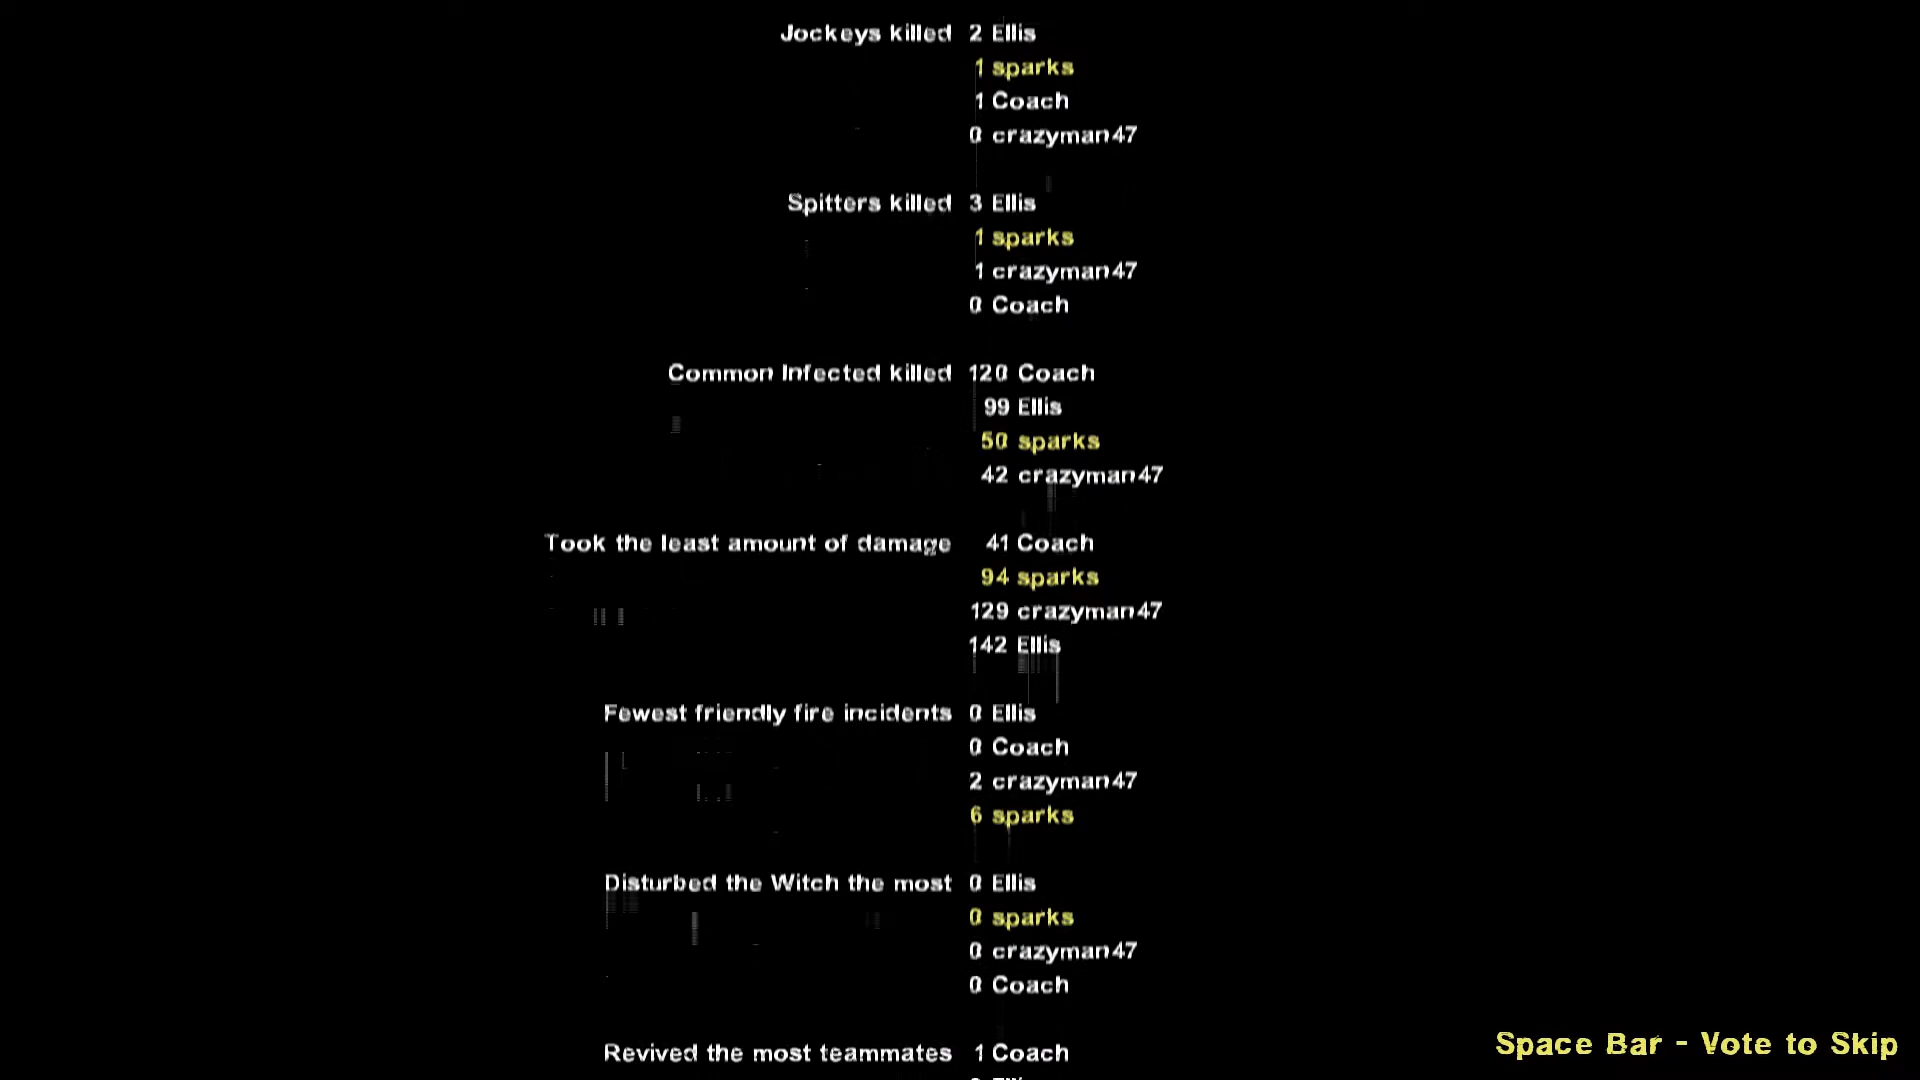 Jockeys killed 2 Ellis
1 sparks
1 Coach
0 crazyman47
Spitters killed 3 Ellis
1 sparks
1 crazyman47
0 Coach
Common Infected killed 120 Coach
99 Ellis
50 sparks
42 crazyman47
Took the least amount of damage 41 Coach
94 sparks
129 crazyman47
142 Ellis
Fewest friendly fire incidents 0 Ellis
0 Coach
2 crazyman47
6 sparks
Disturbed the Witch the most 0 Ellis
0 sparks
0 crazyman47
0 Coach
Revived the most teammates 1 Coach
Space Bar - Vote to Skip